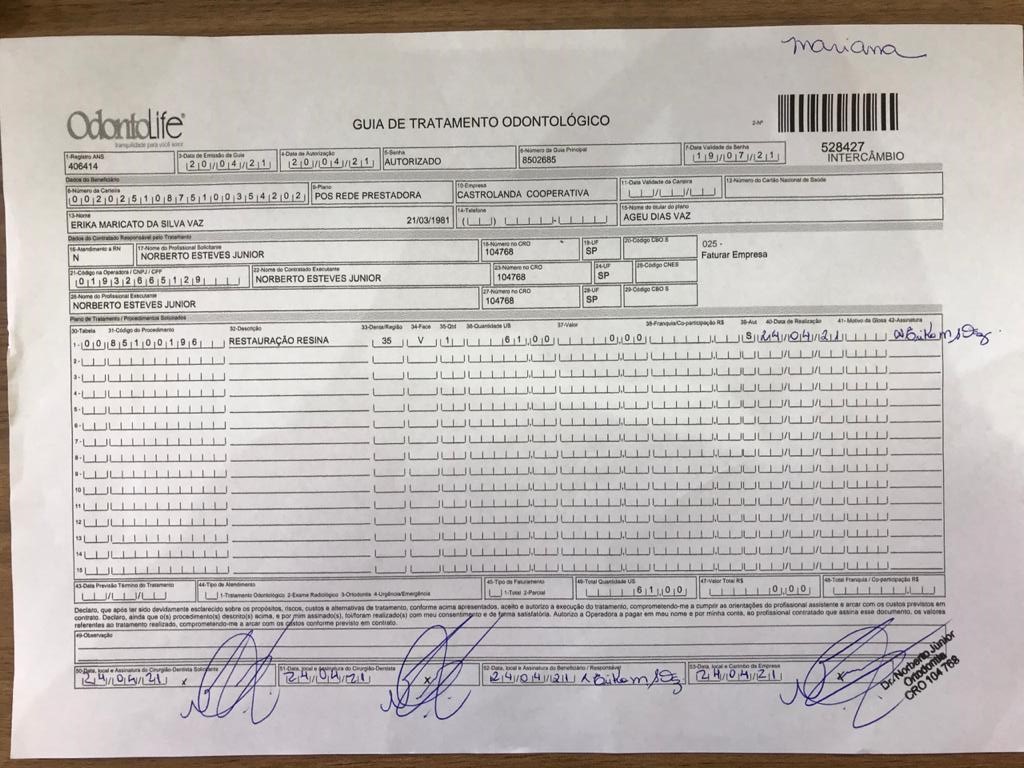 mariana
OdontoLife
tranquilidade para você sorrir
GUIA DE TRATAMENTO ODONTOLÓGICO
2-Nº
528427
INTERCÂMBIO
1-Registro ANS 3-Data de Emissão da Guia 4-Data de Autorização 5-Senha 6-Número da Guia Principal 7-Data Validade da Senha
406414 20/04/21 20/04/21 AUTORIZADO 8502685 19/07/21
Dados do Beneficiário
8-Número da Carteira 9-Plano 10-Empresa 11-Data Validade da Carteira 12-Número do Cartão Nacional de Saúde
00202510875100354202 POS REDE PRESTADORA CASTROLANDA COOPERATIVA
13-Nome 14-Telefone 15-Nome do titular do plano
ERIKA MARICATO DA SILVA VAZ 21/03/1981 AGEU DIAS VAZ
Dados do Contratado Responsável pelo Tratamento
16-Atendimento a RN 17-Nome do Profissional Solicitante 18-Número no CRO 19-UF 20-Código CBO S
N NORBERTO ESTEVES JUNIOR 104768 SP
025 -
Faturar Empresa
21-Código na Operadora / CNPJ / CPF 22-Nome do Contratado Executante 23-Número no CRO 24-UF 25-Código CNES
01932665129 NORBERTO ESTEVES JUNIOR 104768 SP
26-Nome do Profissional Executante 27-Número no CRO 28-UF 29-Código CBO S
NORBERTO ESTEVES JUNIOR 104768 SP
Plano de Tratamento / Procedimentos Solicitados
30-Tabela 31-Código do Procedimento 32-Descrição 33-Dente/Região 34-Face 35-Qtd 36-Quantidade US 37-Valor 38-Franquia/Co-participação R$ 39-Aut 40-Data de Realização 41- Motivo da Glosa 42-Assinatura
1- 00 85100196 RESTAURAÇÃO RESINA 35 V 1 61,00 0,00 S 24/04/21
2-
3-
4-
5-
6-
7-
8-
9-
10
11
12
13
14
15
43-Data Previsão Término do Tratamento 44-Tipo de Atendimento 45-Tipo de Faturamento 46-Total Quantidade US 47-Valor Total R$ 48-Total Franquia / Co-participação R$
1-Tratamento Odontológico 2-Exame Radiológico 3-Ortodontia 4-Urgência/Emergência 1-Total 2-Parcial 61,00 0,00
Declaro, que após ter sido devidamente esclarecido sobre os propósitos, riscos, custos e alternativas de tratamento, conforme acima apresentados, aceito e autorizo a execução do tratamento, comprometendo-me a cumprir as orientações do profissional assistente e arcar com os custos previstos em
contrato. Declaro, ainda que o(s) procedimento(s) descrito(s) acima, e por mim assinado(s), foi/foram realizado(s) com meu consentimento e de forma satisfatória. Autorizo a Operadora a pagar em meu nome e por minha conta, ao profissional contratado que assina esse documento, os valores
referentes ao tratamento realizado, comprometendo-me a arcar com os custos conforme previsto em contrato.
49-Observação
50-Data, local e Assinatura do Cirurgião-Dentista Solicitante 51-Data, local e Assinatura do Cirurgião-Dentista 52-Data, local e Assinatura do Beneficiário / Responsável 53-Data, local e Carimbo da Empresa
24/04/21 x 24/04/21 x 24/04/21 24/04/21 x
Dr. Norberto Júnior
Ortodontia
CRO 104 768